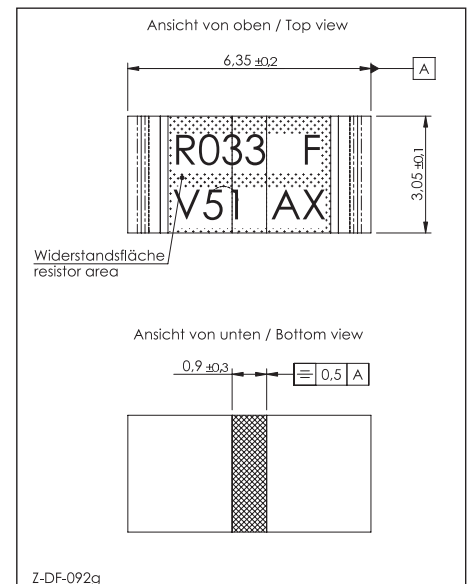 Ansicht von oben / Top view
6,35 ±0,2
A
R033 F
V51 AX
3,05 ±0,1
Widerstandsfläche
resistor area
Ansicht von unten / Bottom view
0,9 ±0,3
⌯ 0,5 A
Z-DF-092g